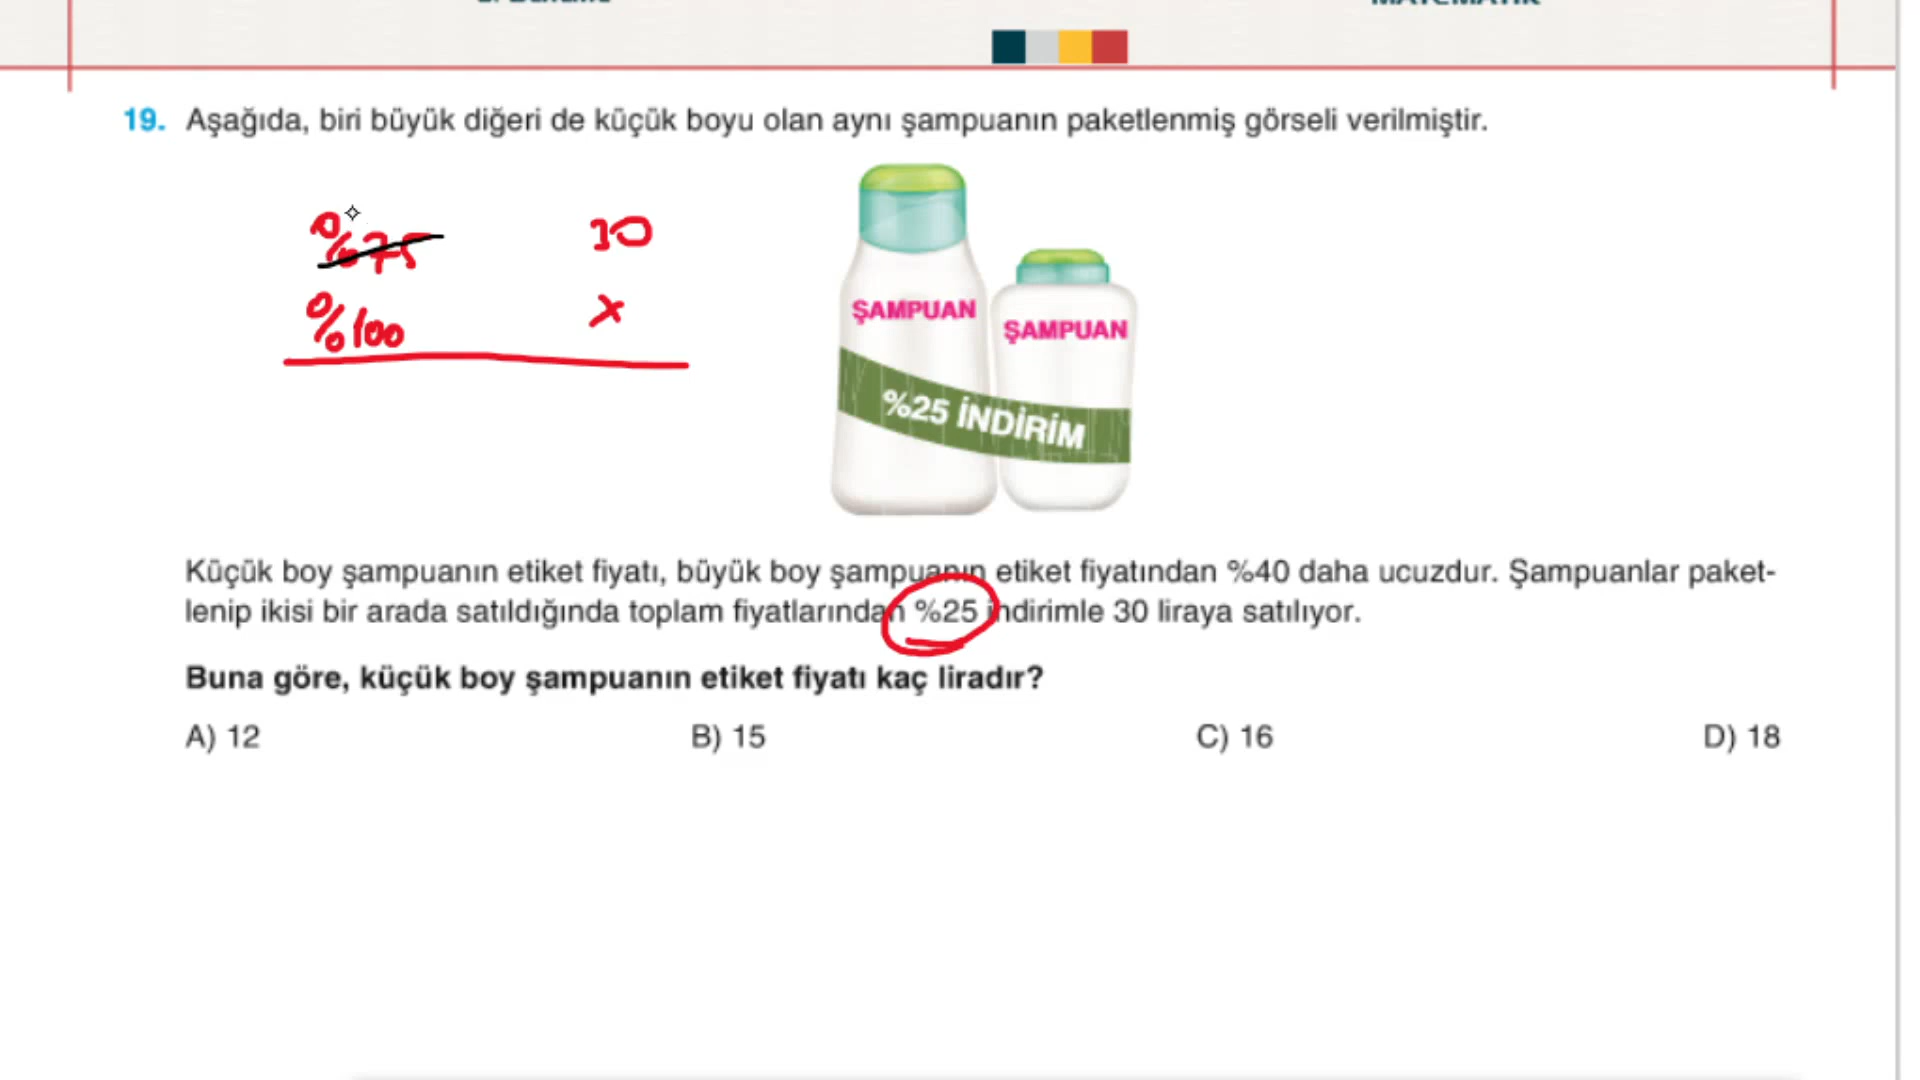 MATEMATİK
19. Aşağıda, biri büyük diğeri de küçük boyu olan aynı şampuanın paketlenmiş görseli verilmiştir.
%75 30
%100 x
ŞAMPUAN
ŞAMPUAN
%25 İNDİRİM
Küçük boy şampuanın etiket fiyatı, büyük boy şampuanın etiket fiyatından %40 daha ucuzdur. Şampuanlar paket-
lenip ikisi bir arada satıldığında toplam fiyatlarından %25 indirimle 30 liraya satılıyor.
Buna göre, küçük boy şampuanın etiket fiyatı kaç liradır?
A) 12 B) 15 C) 16 D) 18